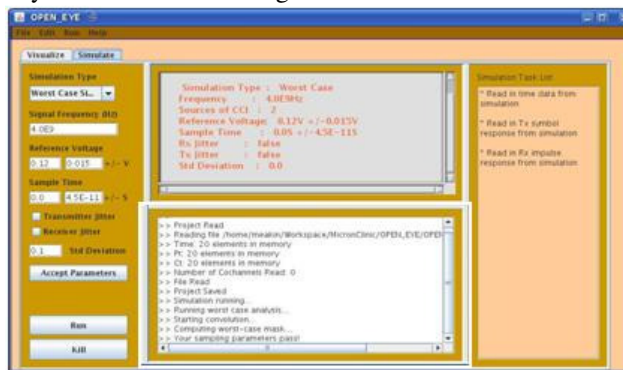 OPEN_EYE
File Edit Run Help
Visualize Simulate
Simulation Type
Worst Case Si...
Signal Frequency (Hz)
4.0E9
Reference Voltage
0.12 0.015 +/- V
Sample Time
0.0 4.5E-11 +/- S
Transmitter Jitter
Receiver Jitter
0.1 Std Deviation
Accept Parameters
Run
kill
Simulation Type : Worst Case
Frequency : 4.0E9Hz
Sources of CCI : 2
Reference Voltage: 0.12V +/-0.015V
Sample Time : 0.0S +/-4.5E-11S
Rx Jitter : false
Tx Jitter : false
Std Deviation : 0.0
>> Project Read
>> Reading file /home/meakin/Workspace/MicronClinic/OPEN_EYE/OPE
>> Time: 20 elements in memory
>> Pt: 20 elements in memory
>> Ct: 20 elements in memory
>> Number of Cochannels Read: 0
>> File Read
>> Project Saved
>> Simulation running...
>> Running worst case analysis...
>> Starting convolution...
>> Computing worst-case mask...
>> Your sampling parameters pass!
Simulation Task List
* Read in time data from
simulation
* Read in Tx symbol
response from simulation
* Read in Rx impulse
response from simulation